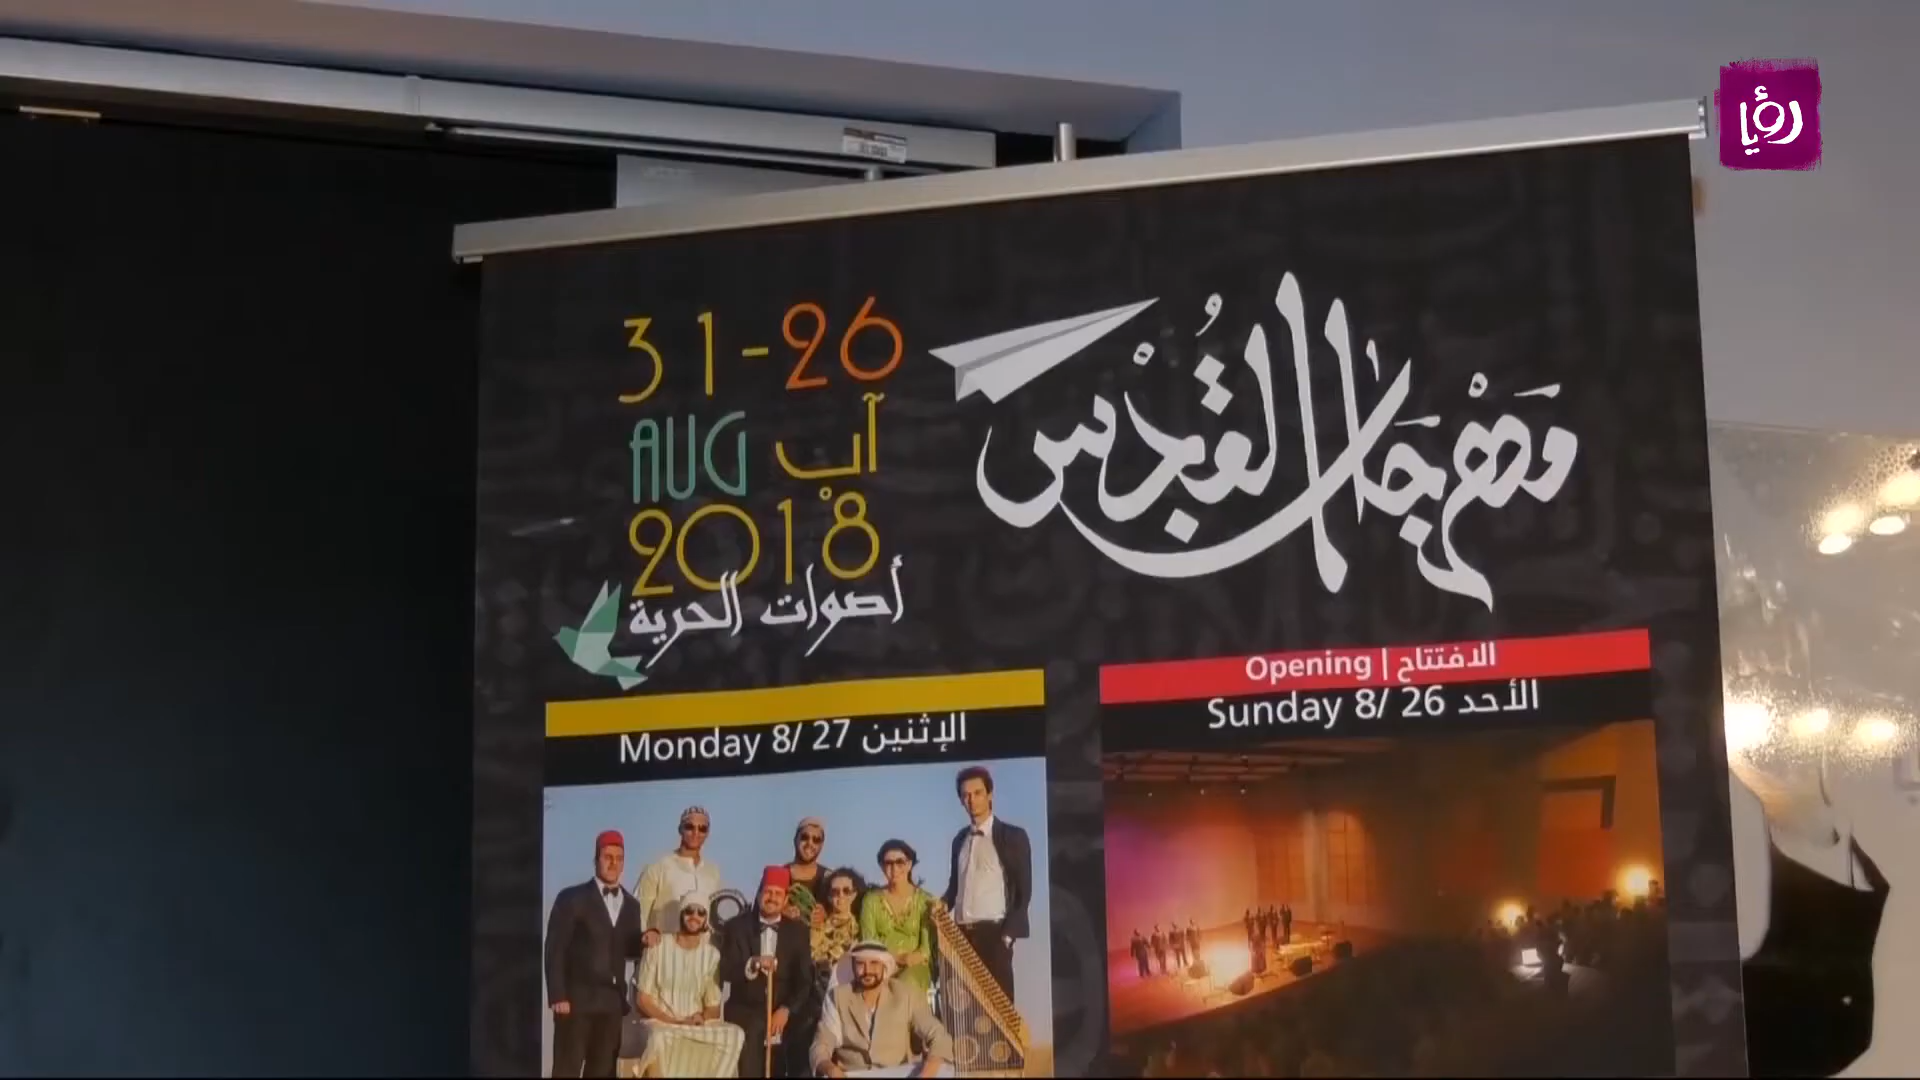 رؤيا
مهرجان القُدْس
31-26
AUG آب
2018
أصوات الحرية
Opening | الافتتاح
Sunday 8/ 26 الأحد
Monday 8/ 27 الإثنين